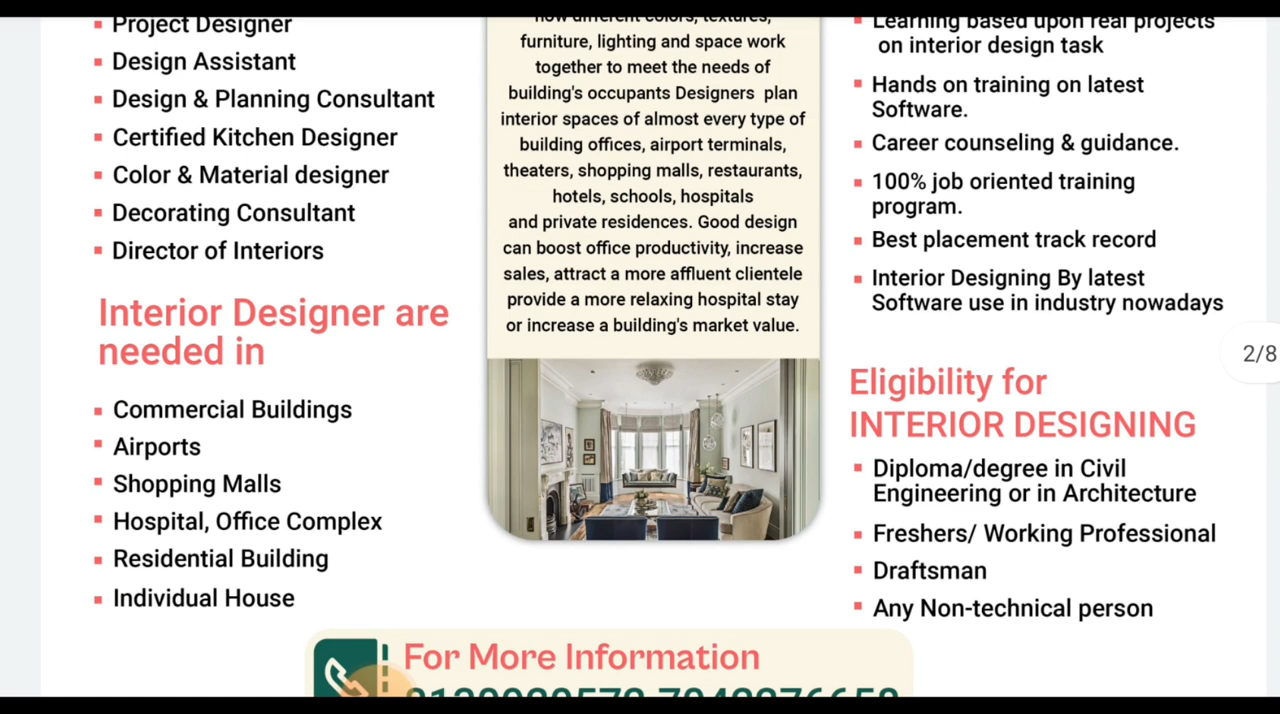 Project Designer
Design Assistant
Design & Planning Consultant
Certified Kitchen Designer
Color & Material designer
Decorating Consultant
Director of Interiors
Interior Designer are
needed in
Commercial Buildings
Airports
Shopping Malls
Hospital, Office Complex
Residential Building
Individual House
how different colors, textures,
furniture, lighting and space work
together to meet the needs of
building's occupants Designers plan
interior spaces of almost every type of
building offices, airport terminals,
theaters, shopping malls, restaurants,
hotels, schools, hospitals
and private residences. Good design
can boost office productivity, increase
sales, attract a more affluent clientele
provide a more relaxing hospital stay
or increase a building's market value.
Learning based upon real projects
on interior design task
Hands on training on latest
Software.
Career counseling & guidance.
100% job oriented training
program.
Best placement track record
Interior Designing By latest
Software use in industry nowadays
2/8
Eligibility for
INTERIOR DESIGNING
Diploma/degree in Civil
Engineering or in Architecture
Freshers/ Working Professional
Draftsman
Any Non-technical person
For More Information